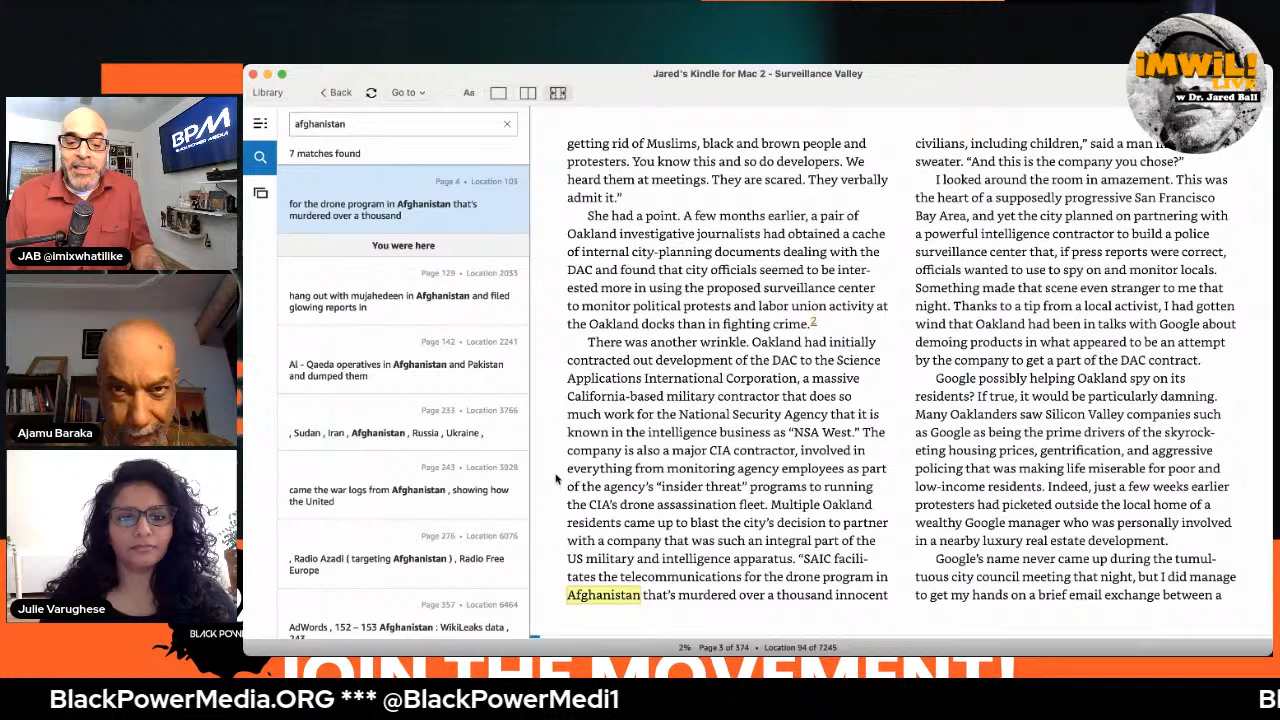 Jared's Kindle for Mac 2 - Surveillance Valley
iMWiL!
LIVE
w Dr. Jared Ball
Library
Back
Go to
Aa
afghanistan
7 matches found
Page 4 • Location 103
for the drone program in Afghanistan that's
murdered over a thousand
You were here
Page 129 • Location 2033
hang out with mujahedeen in Afghanistan and filed
glowing reports in
Page 142 • Location 2241
Al - Qaeda operatives in Afghanistan and Pakistan
and dumped them
Page 233 • Location 3766
, Sudan , Iran , Afghanistan , Russia , Ukraine ,
Page 243 • Location 3928
came the war logs from Afghanistan , showing how
the United
Page 276 • Location 6076
, Radio Azadi ( targeting Afghanistan ) , Radio Free
Europe
Page 357 • Location 6464
AdWords , 152 – 153 Afghanistan : WikiLeaks data ,
243
getting rid of Muslims, black and brown people and
protesters. You know this and so do developers. We
heard them at meetings. They are scared. They verbally
admit it.”
She had a point. A few months earlier, a pair of
Oakland investigative journalists had obtained a cache
of internal city-planning documents dealing with the
DAC and found that city officials seemed to be inter-
ested more in using the proposed surveillance center
to monitor political protests and labor union activity at
the Oakland docks than in fighting crime.2
There was another wrinkle. Oakland had initially
contracted out development of the DAC to the Science
Applications International Corporation, a massive
California-based military contractor that does so
much work for the National Security Agency that it is
known in the intelligence business as “NSA West.” The
company is also a major CIA contractor, involved in
everything from monitoring agency employees as part
of the agency’s “insider threat” programs to running
the CIA’s drone assassination fleet. Multiple Oakland
residents came up to blast the city’s decision to partner
with a company that was such an integral part of the
US military and intelligence apparatus. “SAIC facili-
tates the telecommunications for the drone program in
Afghanistan that’s murdered over a thousand innocent
civilians, including children,” said a man in
sweater. “And this is the company you chose?”
I looked around the room in amazement. This was
the heart of a supposedly progressive San Francisco
Bay Area, and yet the city planned on partnering with
a powerful intelligence contractor to build a police
surveillance center that, if press reports were correct,
officials wanted to use to spy on and monitor locals.
Something made that scene even stranger to me that
night. Thanks to a tip from a local activist, I had gotten
wind that Oakland had been in talks with Google about
demoing products in what appeared to be an attempt
by the company to get a part of the DAC contract.
Google possibly helping Oakland spy on its
residents? If true, it would be particularly damning.
Many Oaklanders saw Silicon Valley companies such
as Google as being the prime drivers of the skyrock-
eting housing prices, gentrification, and aggressive
policing that was making life miserable for poor and
low-income residents. Indeed, just a few weeks earlier
protesters had picketed outside the local home of a
wealthy Google manager who was personally involved
in a nearby luxury real estate development.
Google’s name never came up during the tumul-
tuous city council meeting that night, but I did manage
to get my hands on a brief email exchange between a
2% Page 3 of 374 • Location 94 of 7245
BPM
BLACK POWER MEDIA
JAB @imixwhatilike
Ajamu Baraka
Julie Varughese
BLACK POW
JOIN THE MOVEMENT!
BlackPowerMedia.ORG *** @BlackPowerMedi1
Bl